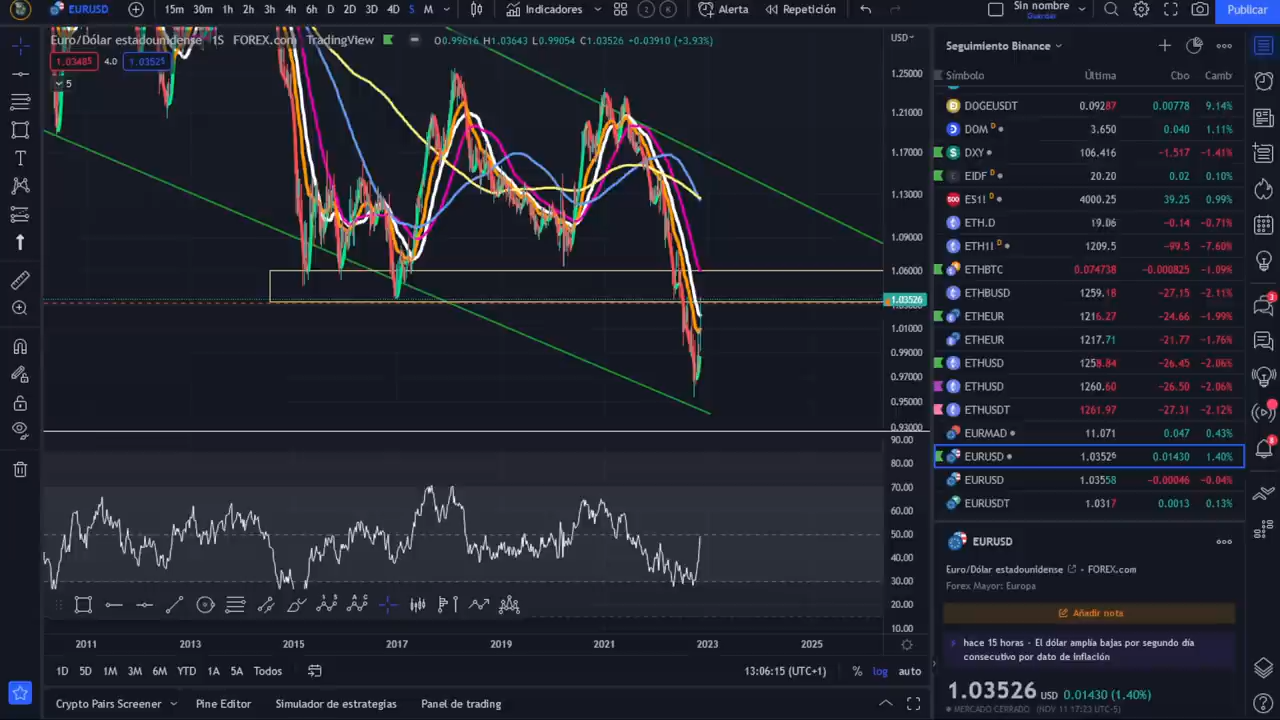 EURUSD 15m 30m 1h 2h 3h 4h 6h D 2D 3D 4D S M Indicadores Alerta Repetición Sin nombre Guardar Publicar
Euro/Dólar estadounidense 1S FOREX.com TradingView O0.99616 H1.03643 L0.99054 C1.03526 +0.03910 (+3.93%)
USD
1.03485 4.0 1.03525
5
1.25000
1.21000
1.17000
1.13000
1.09000
1.06000
1.03526
1.01000
0.99000
0.97000
0.95000
0.93000
90.00
80.00
70.00
60.00
50.00
40.00
30.00
20.00
10.00
2011 2013 2015 2017 2019 2021 2023 2025
1D 5D 1M 3M 6M YTD 1A 5A Todos 13:06:15 (UTC+1) % log auto
Crypto Pairs Screener Pine Editor Simulador de estrategias Panel de trading
Seguimiento Binance
Símbolo Última Cbo Camb
DOGEUSDT 0.09287 0.00778 9.14%
DOM D 3.650 0.040 1.11%
DXY 106.416 -1.517 -1.41%
EIDF D 20.20 0.02 0.10%
ES1! D 4000.25 39.25 0.99%
ETH.D 19.06 -0.14 -0.71%
ETH1! D 1209.5 -99.5 -7.60%
ETHBTC 0.074738 -0.000825 -1.09%
ETHBUSD 1259.18 -27.15 -2.11%
ETHEUR 1216.27 -24.66 -1.99%
ETHEUR 1217.71 -21.77 -1.76%
ETHUSD 1258.84 -26.45 -2.06%
ETHUSD 1260.60 -26.50 -2.06%
ETHUSDT 1261.97 -27.31 -2.12%
EURMAD 11.071 0.047 0.43%
EURUSD 1.03526 0.01430 1.40%
EURUSD 1.03558 -0.00046 -0.04%
EURUSDT 1.0317 0.0013 0.13%
EURUSD
Euro/Dólar estadounidense - FOREX.com
Forex Mayor: Europa
Añadir nota
hace 15 horas - El dólar amplía bajas por segundo día
consecutivo por dato de inflación
1.03526 USD 0.01430 (1.40%)
MERCADO CERRADO (NOV 11 17:23 UTC-5)